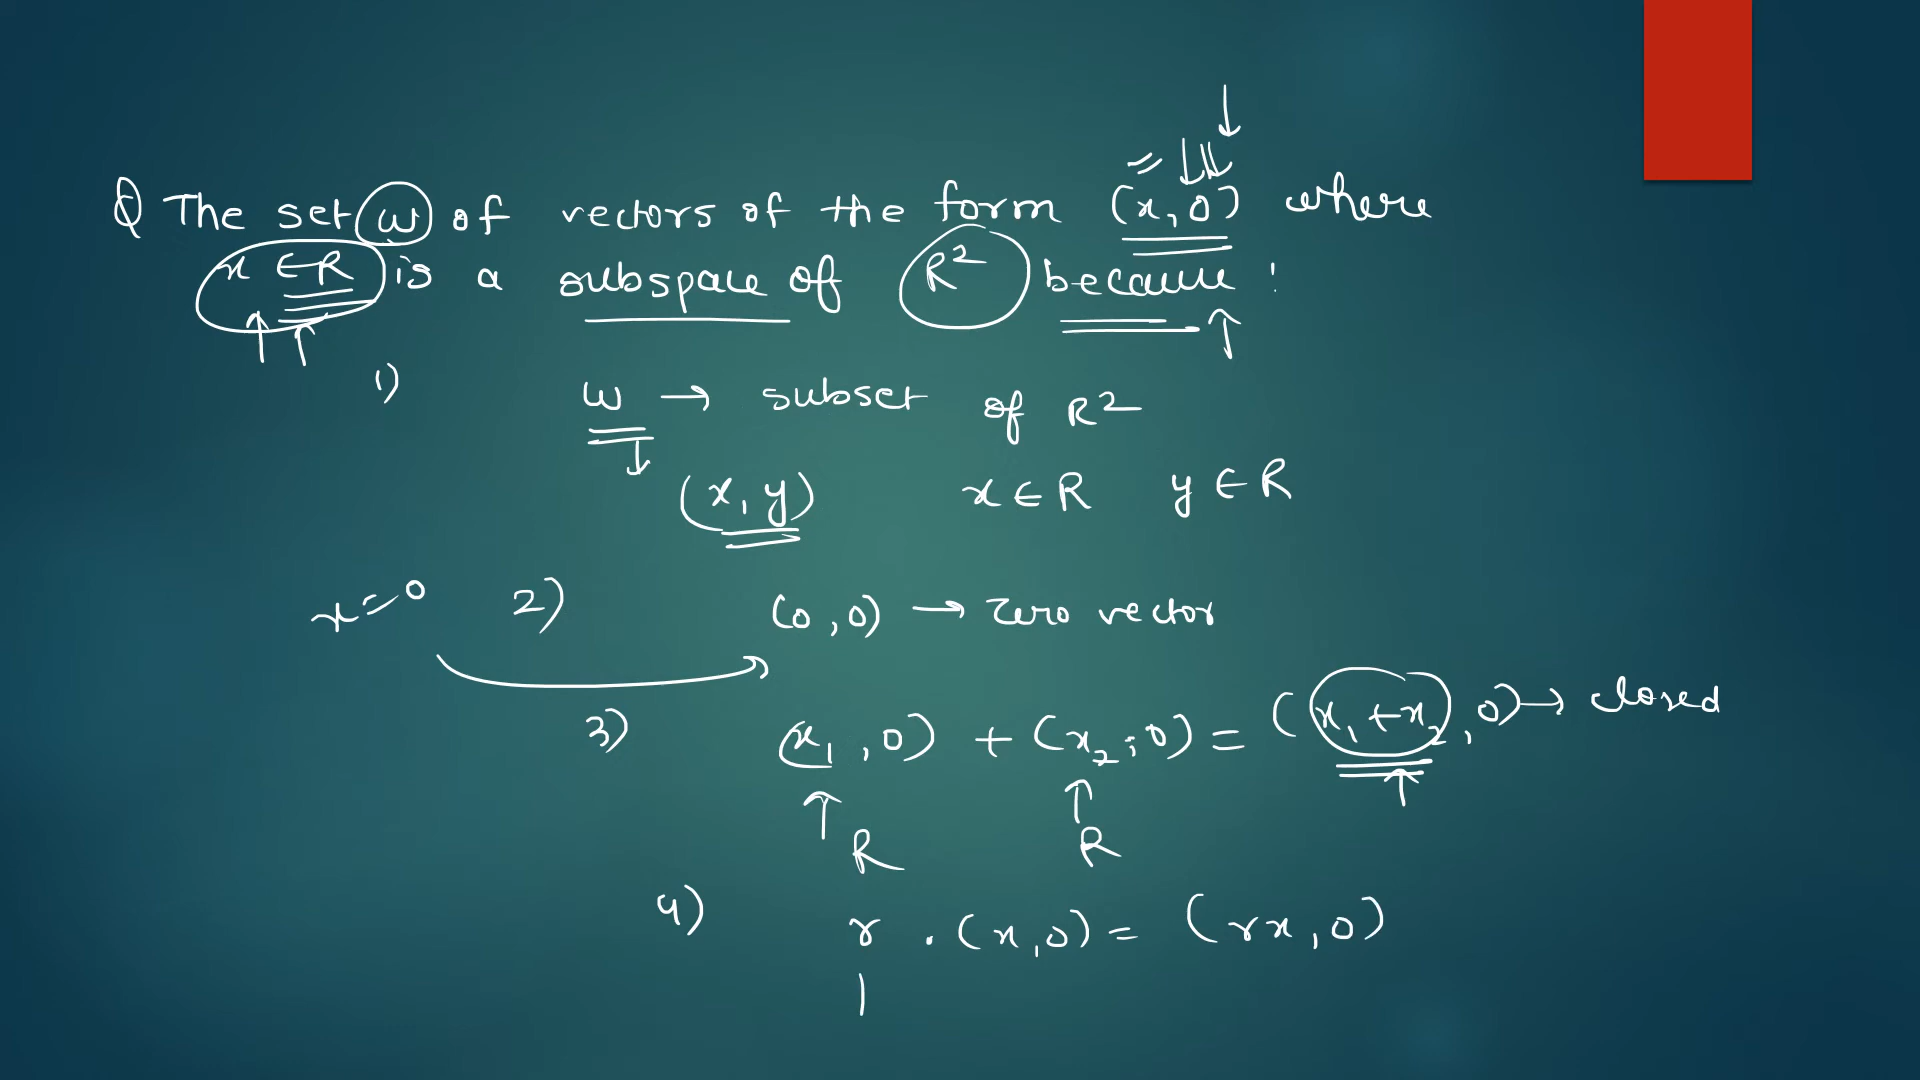 Q The set w of vectors of the form (x, 0) where
x ∈ R is a subspace of R² because :
1) w → subset of R²
(x, y) x ∈ R y ∈ R
x = 0 2) (0, 0) → zero vector
3) (x₁, 0) + (x₂, 0) = (x₁ + x₂, 0) → closed
R R
4) r . (x, 0) = (rx, 0)